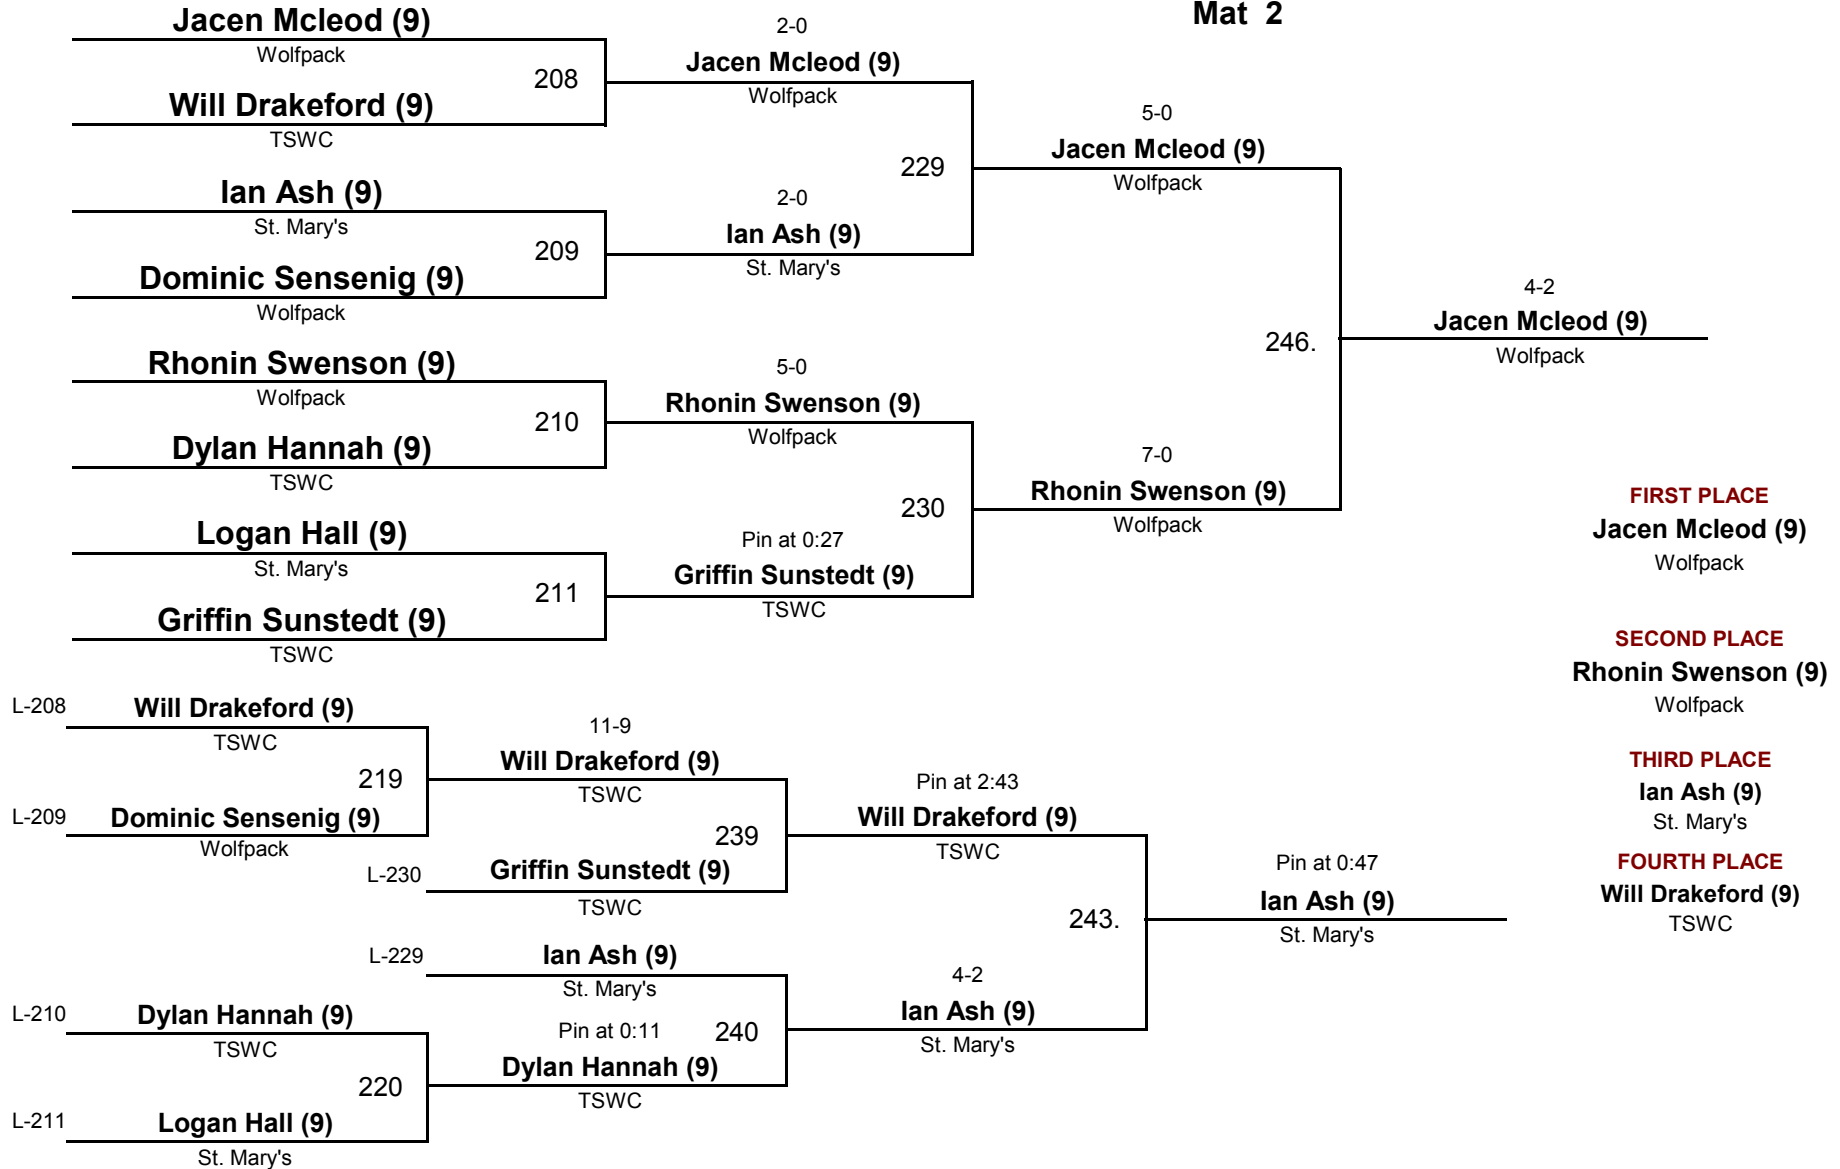 Mat 2
Jacen Mcleod (9)
Wolfpack
208
Will Drakeford (9)
TSWC
Ian Ash (9)
St. Mary's
209
Dominic Sensenig (9)
Wolfpack
Rhonin Swenson (9)
Wolfpack
210
Dylan Hannah (9)
TSWC
Logan Hall (9)
St. Mary's
211
Griffin Sunstedt (9)
TSWC
2-0
Jacen Mcleod (9)
Wolfpack
229
2-0
Ian Ash (9)
St. Mary's
5-0
Rhonin Swenson (9)
Wolfpack
230
Pin at 0:27
Griffin Sunstedt (9)
TSWC
5-0
Jacen Mcleod (9)
Wolfpack
246.
7-0
Rhonin Swenson (9)
Wolfpack
4-2
Jacen Mcleod (9)
Wolfpack
FIRST PLACE
Jacen Mcleod (9)
Wolfpack
SECOND PLACE
Rhonin Swenson (9)
Wolfpack
THIRD PLACE
Ian Ash (9)
St. Mary's
FOURTH PLACE
Will Drakeford (9)
TSWC
L-208
Will Drakeford (9)
TSWC
219
L-209
Dominic Sensenig (9)
Wolfpack
11-9
Will Drakeford (9)
TSWC
239
L-230
Griffin Sunstedt (9)
TSWC
L-229
Ian Ash (9)
St. Mary's
L-210
Dylan Hannah (9)
TSWC
220
L-211
Logan Hall (9)
St. Mary's
Pin at 0:11
240
Dylan Hannah (9)
TSWC
Pin at 2:43
Will Drakeford (9)
TSWC
243.
4-2
Ian Ash (9)
St. Mary's
Pin at 0:47
Ian Ash (9)
St. Mary's